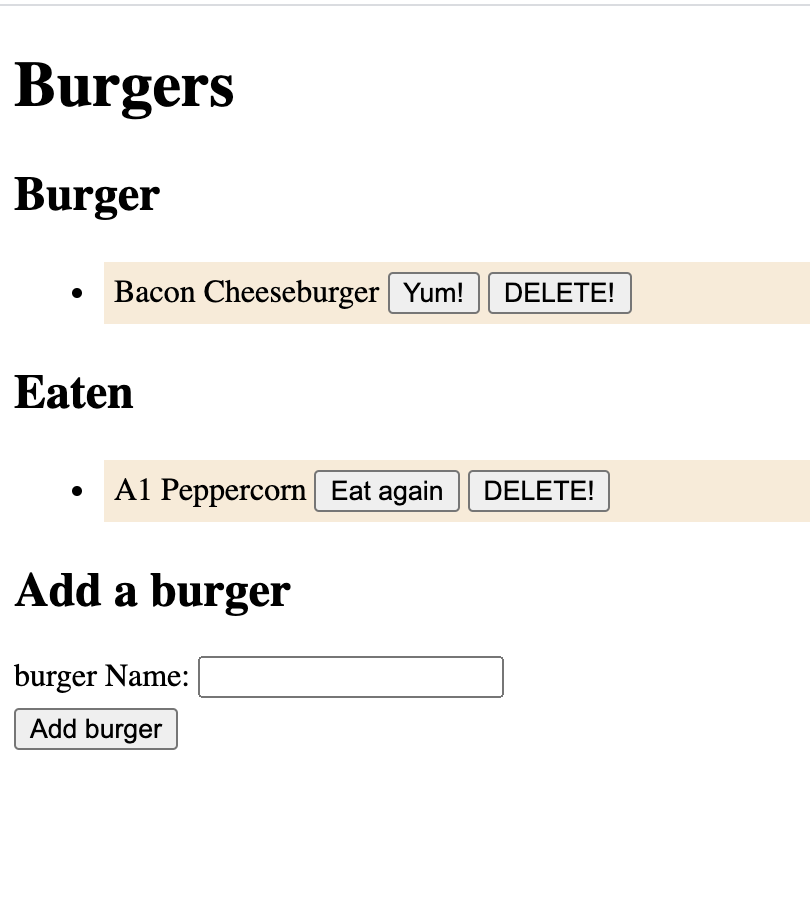 Burgers
Burger
Bacon Cheeseburger Yum! DELETE!
Eaten
A1 Peppercorn Eat again DELETE!
Add a burger
burger Name:
Add burger